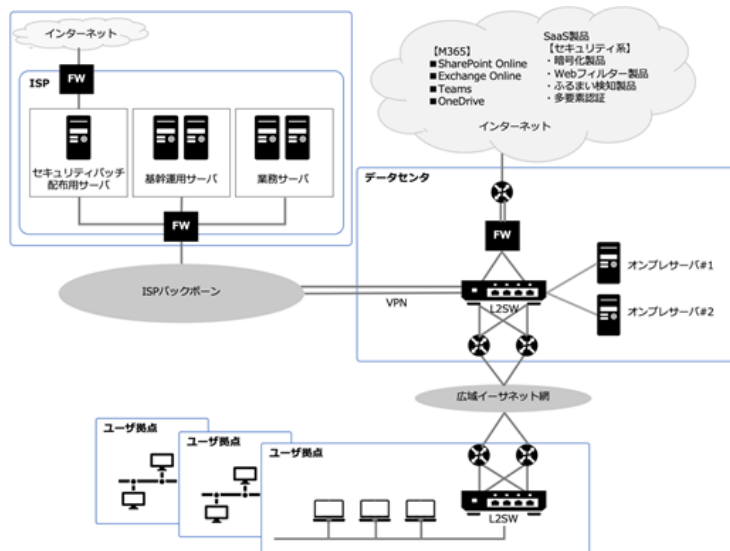 インターネット
FW
ISP
セキュリティパッチ
配布用サーバ
基幹運用サーバ
業務サーバ
FW
ISPバックボーン
VPN
【M365】
■SharePoint Online
■Exchange Online
■Teams
■OneDrive
SaaS製品
【セキュリティ系】
・暗号化製品
・Webフィルター製品
・ふるまい検知製品
・多要素認証
インターネット
データセンタ
FW
L2SW
オンプレサーバ#1
オンプレサーバ#2
広域イーサネット網
ユーザ拠点
ユーザ拠点
ユーザ拠点
L2SW